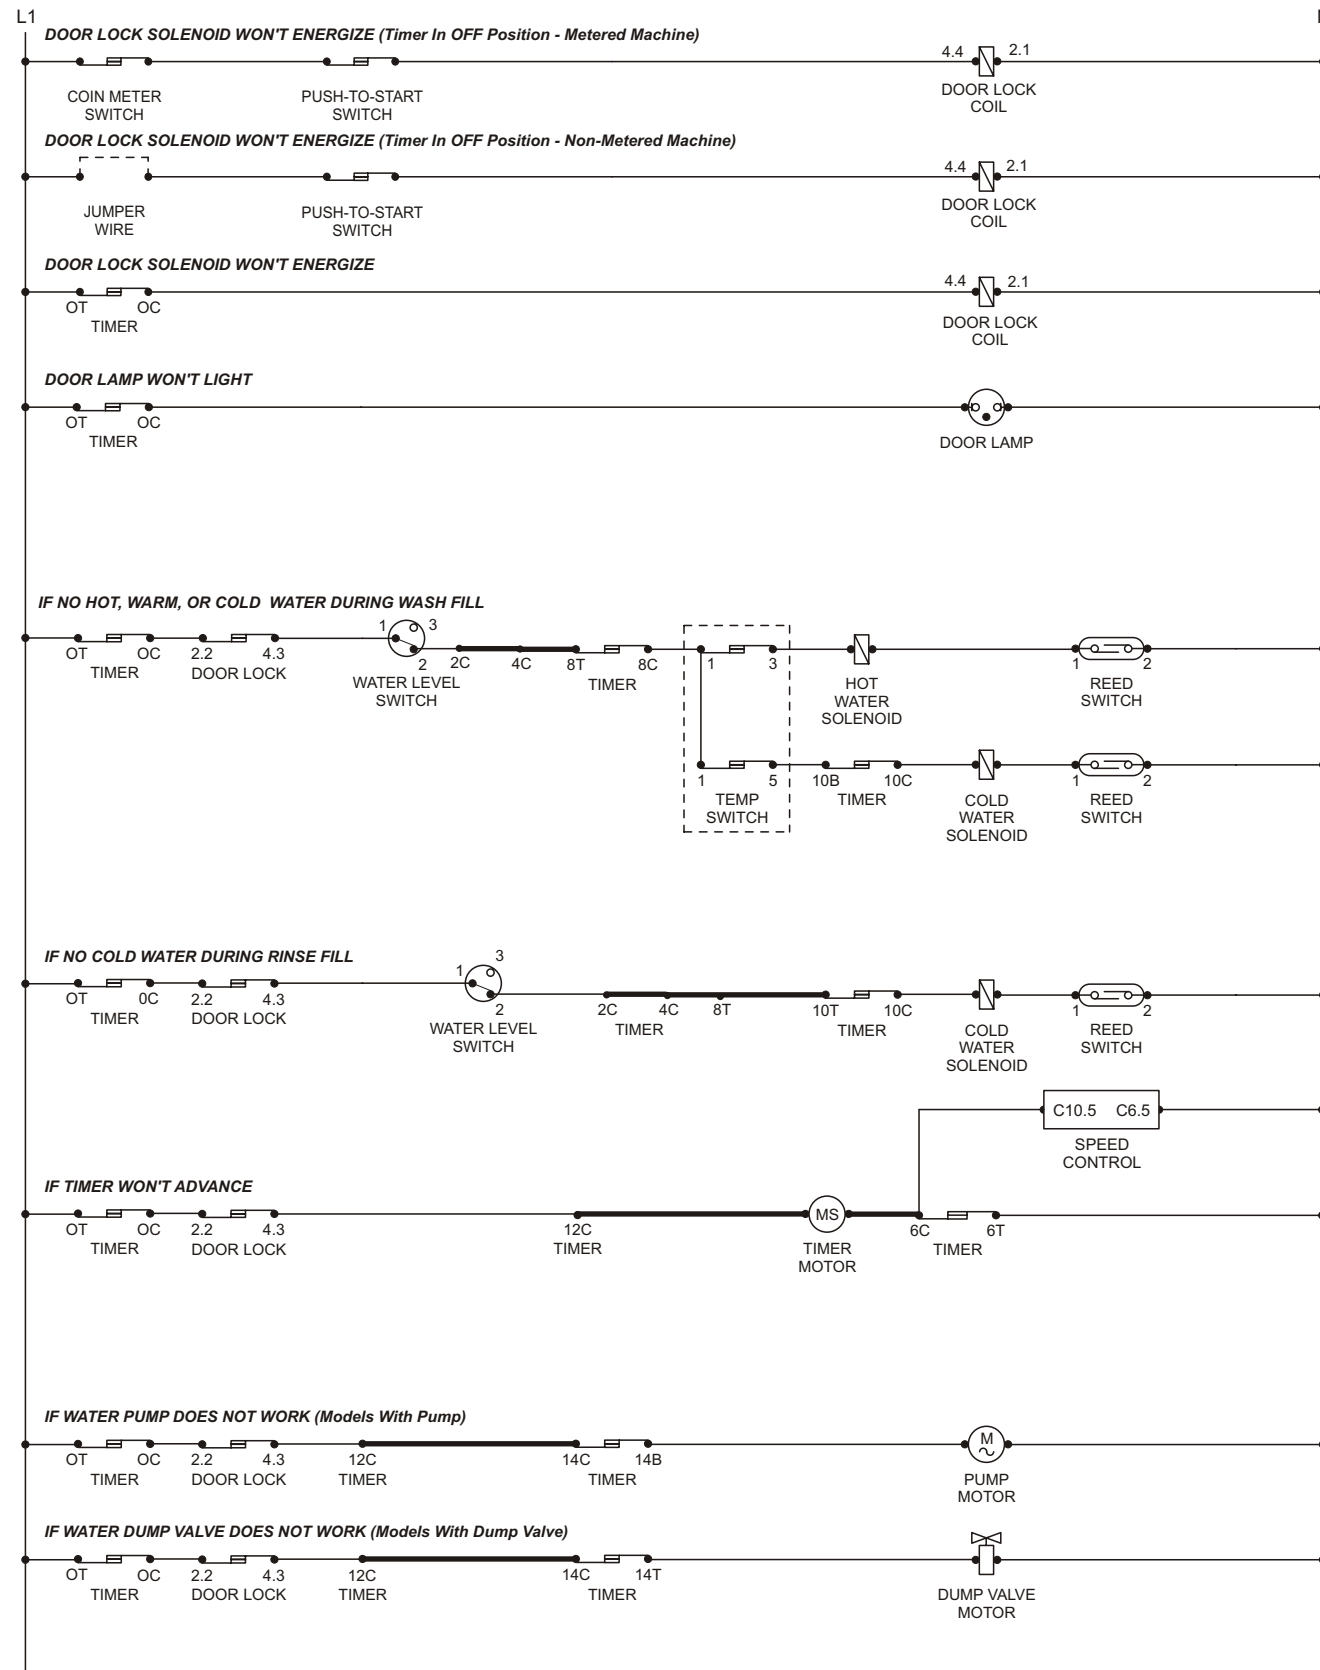 L1
DOOR LOCK SOLENOID WON'T ENERGIZE (Timer In OFF Position - Metered Machine)
4.4 2.1
COIN METER
SWITCH
PUSH-TO-START
SWITCH
DOOR LOCK
COIL
DOOR LOCK SOLENOID WON'T ENERGIZE (Timer In OFF Position - Non-Metered Machine)
4.4 2.1
JUMPER
WIRE
PUSH-TO-START
SWITCH
DOOR LOCK
COIL
DOOR LOCK SOLENOID WON'T ENERGIZE
4.4 2.1
OT OC
TIMER
DOOR LOCK
COIL
DOOR LAMP WON'T LIGHT
OT OC
TIMER
DOOR LAMP
IF NO HOT, WARM, OR COLD WATER DURING WASH FILL
1 3
OT OC 2.2 4.3 2 2C 4C 8T 8C 1 3 1 2
TIMER
DOOR LOCK
WATER LEVEL
SWITCH
TIMER
HOT
WATER
SOLENOID
REED
SWITCH
1 5 10B 10C 1 2
TEMP
SWITCH
TIMER
COLD
WATER
SOLENOID
REED
SWITCH
IF NO COLD WATER DURING RINSE FILL
1 3
OT 0C 2.2 4.3 2 2C 4C 8T 10T 10C 1 2
TIMER
DOOR LOCK
WATER LEVEL
SWITCH
TIMER
TIMER
COLD
WATER
SOLENOID
REED
SWITCH
C10.5 C6.5
SPEED
CONTROL
IF TIMER WON'T ADVANCE
MS
OT OC 2.2 4.3 12C 6C 6T
TIMER
DOOR LOCK
TIMER
TIMER
MOTOR
TIMER
IF WATER PUMP DOES NOT WORK (Models With Pump)
M
OT OC 2.2 4.3 12C 14C 14B
TIMER
DOOR LOCK
TIMER
TIMER
PUMP
MOTOR
IF WATER DUMP VALVE DOES NOT WORK (Models With Dump Valve)
OT OC 2.2 4.3 12C 14C 14T
TIMER
DOOR LOCK
TIMER
TIMER
DUMP VALVE
MOTOR